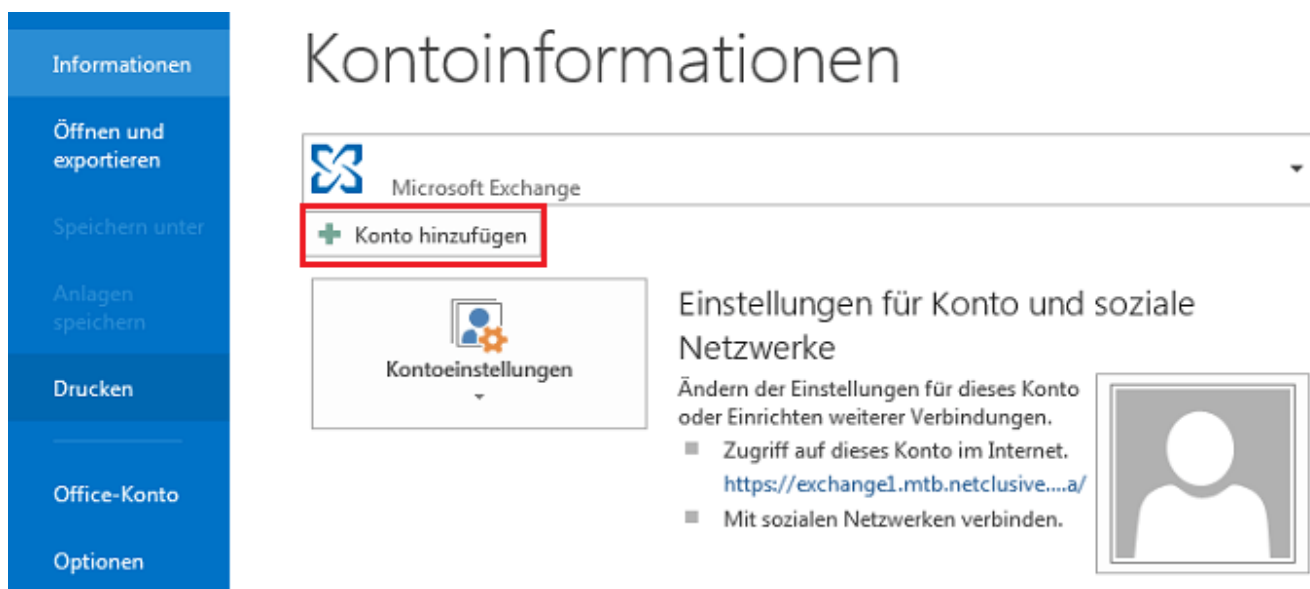 Informationen
Öffnen und
exportieren
Speichern unter
Anlagen
speichern
Drucken
Office-Konto
Optionen
Kontoinformationen
Microsoft Exchange
Konto hinzufügen
Kontoeinstellungen
Einstellungen für Konto und soziale
Netzwerke
Ändern der Einstellungen für dieses Konto
oder Einrichten weiterer Verbindungen.
Zugriff auf dieses Konto im Internet.
https://exchange1.mtb.netclusive....a/
Mit sozialen Netzwerken verbinden.